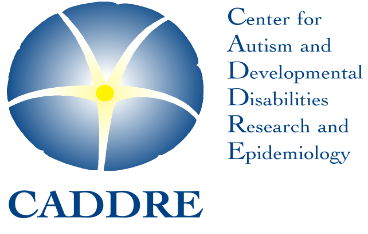 Center for
Autism and
Developmental
Disabilities
Research and
Epidemiology
CADDRE